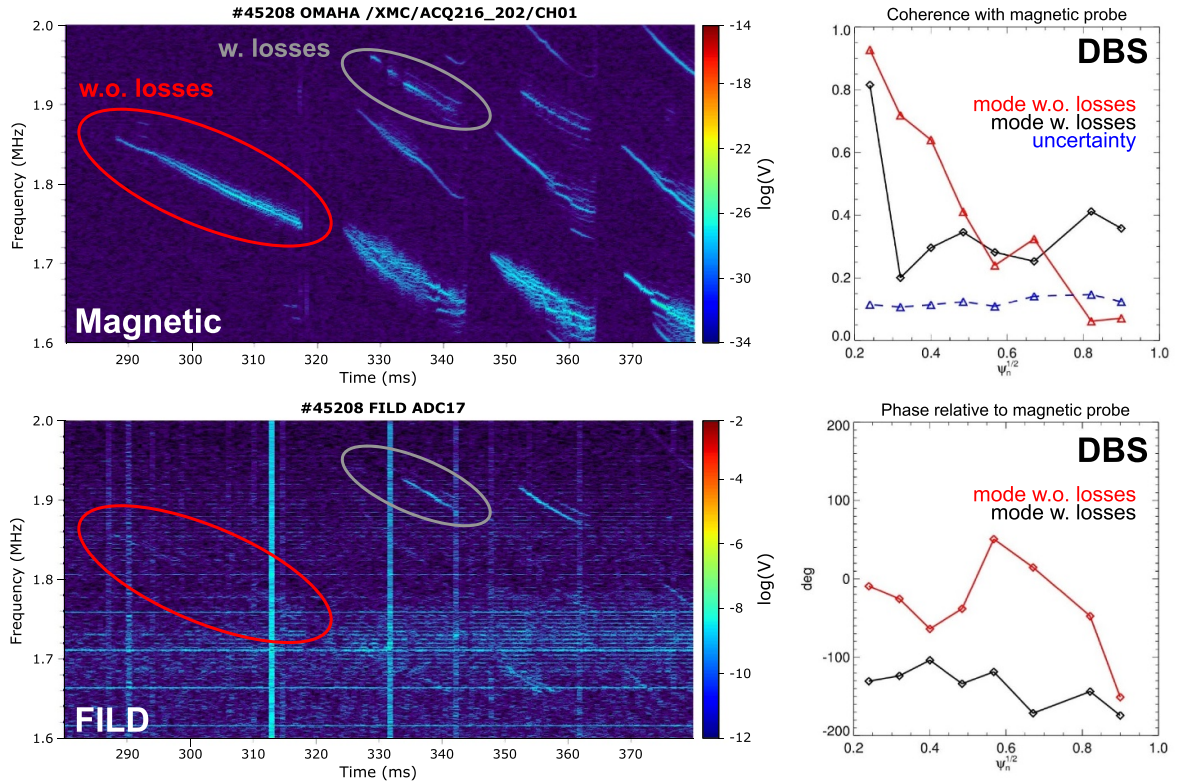 #45208 OMAHA /XMC/ACQ216_202/CH01
2.0
1.9
1.8
1.7
1.6
Frequency (MHz)
w. losses
w.o. losses
Magnetic
290
300
310
320
330
340
350
360
370
Time (ms)
-14
-18
-22
-26
-30
-34
log(V)
Coherence with magnetic probe
1.0
0.8
0.6
0.4
0.2
0.0
DBS
mode w.o. losses
mode w. losses
uncertainty
0.2
0.4
0.6
0.8
1.0
ψn1/2
#45208 FILD ADC17
2.0
1.9
1.8
1.7
1.6
Frequency (MHz)
FILD
290
300
310
320
330
340
350
360
370
Time (ms)
-2
-4
-6
-8
-10
-12
log(V)
Phase relative to magnetic probe
200
100
0
-100
-200
deg
DBS
mode w.o. losses
mode w. losses
0.2
0.4
0.6
0.8
1.0
ψn1/2